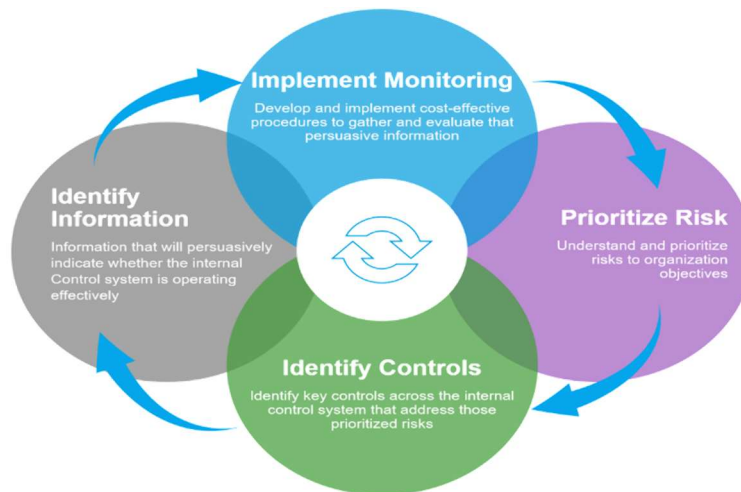 Implement Monitoring
Develop and implement cost-effective
procedures to gather and evaluate that
persuasive information
Identify
Information
Information that will persuasively
indicate whether the internal
Control system is operating
effectively
Prioritize Risk
Understand and prioritize
risks to organization
objectives
Identify Controls
Identify key controls across the internal
control system that address those
prioritized risks